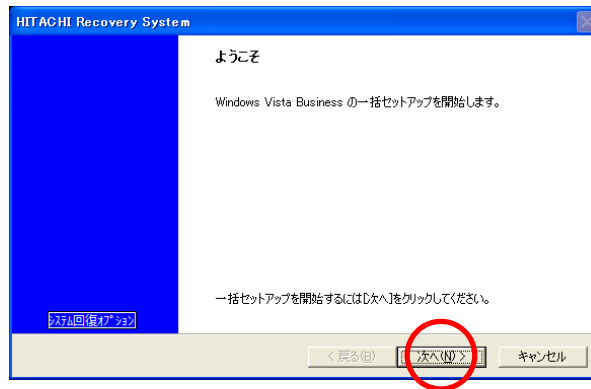 HITACHI Recovery System
ようこそ
Windows Vista Business の一括セットアップを開始します。
一括セットアップを開始するには[次へ]をクリックしてください。
システム回復オプション
< 戻る(B)
次へ(N) >
キャンセル